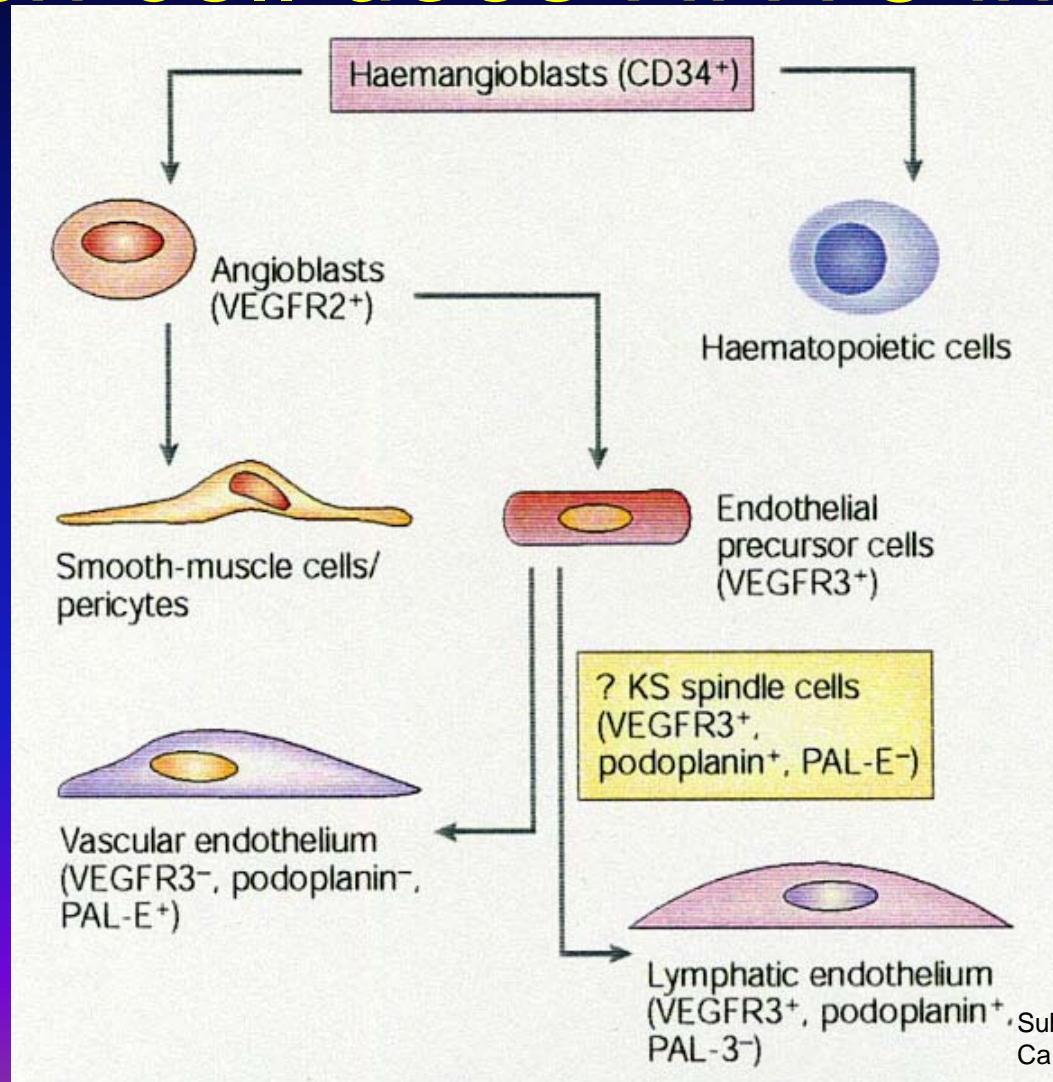 Haemangioblasts (CD34⁺)
Angioblasts
(VEGFR2⁺)
Haematopoietic cells
Smooth-muscle cells/
pericytes
Endothelial
precursor cells
(VEGFR3⁺)
? KS spindle cells
(VEGFR3⁺,
podoplanin⁺, PAL-E⁻)
Vascular endothelium
(VEGFR3⁻, podoplanin⁻,
PAL-E⁺)
Lymphatic endothelium
(VEGFR3⁺, podoplanin⁺,
PAL-3⁻)